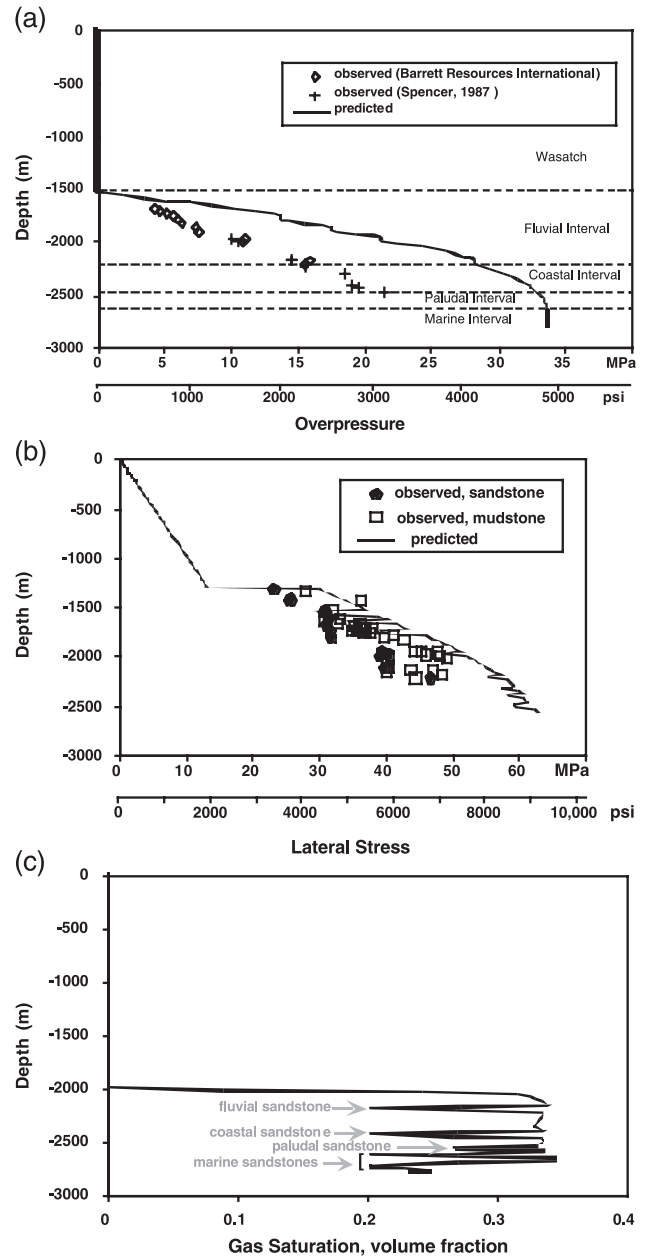 (a)
0
-500
-1000
-1500
-2000
-2500
-3000
Depth (m)
observed (Barrett Resources International)
observed (Spencer, 1987 )
predicted
Wasatch
Fluvial Interval
Coastal Interval
Paludal Interval
Marine Interval
0 5 10 15 20 25 30 35 MPa
0 1000 2000 3000 4000 5000 psi
Overpressure
(b)
0
-500
-1000
-1500
-2000
-2500
-3000
Depth (m)
observed, sandstone
observed, mudstone
predicted
0 10 20 30 40 50 60 MPa
0 2000 4000 6000 8000 10,000 psi
Lateral Stress
(c)
0
-500
-1000
-1500
-2000
-2500
-3000
Depth (m)
fluvial sandstone
coastal sandstone
paludal sandstone
marine sandstones
0 0.1 0.2 0.3 0.4
Gas Saturation, volume fraction